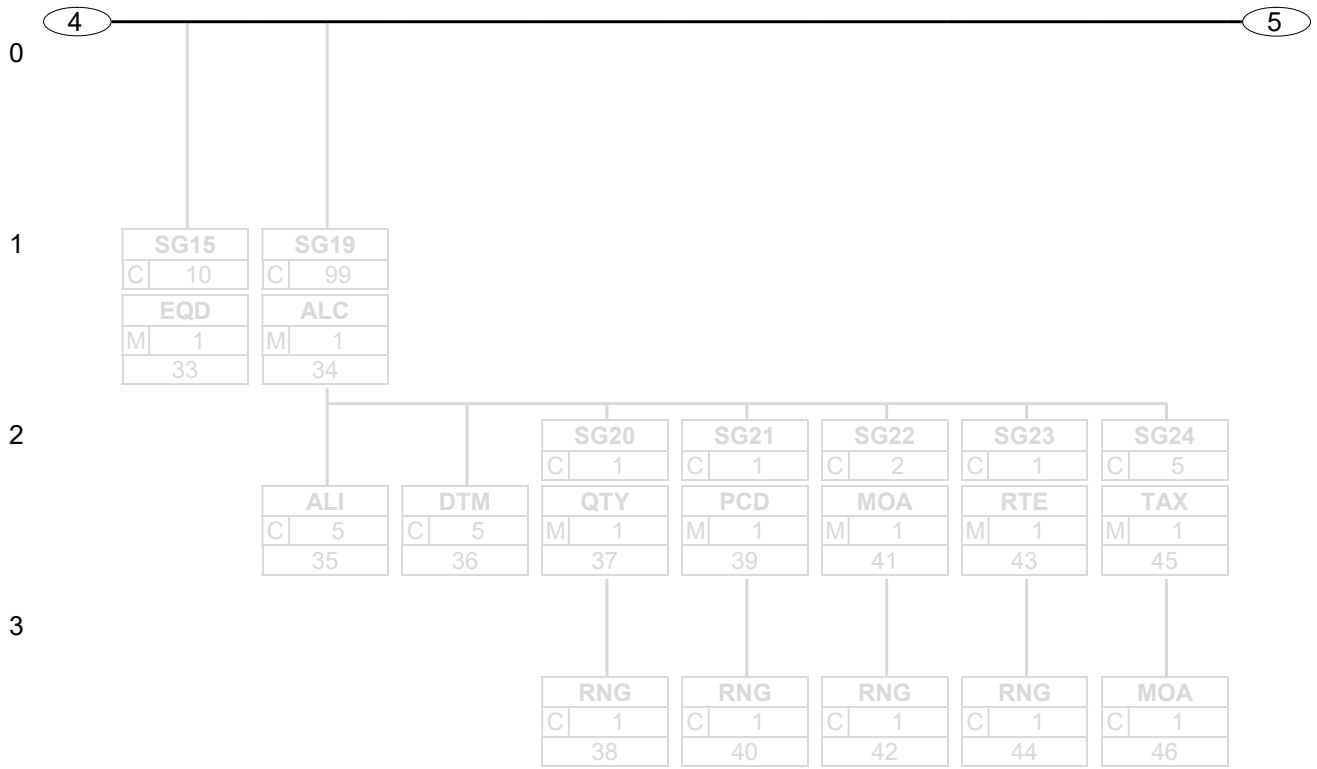 4 5
0
1
SG15 SG19
C 10 C 99
EQD ALC
M 1 M 1
33 34
2
SG20 SG21 SG22 SG23 SG24
C 1 C 1 C 2 C 1 C 5
ALI DTM QTY PCD MOA RTE TAX
C 5 C 5 M 1 M 1 M 1 M 1 M 1
35 36 37 39 41 43 45
3
RNG RNG RNG RNG MOA
C 1 C 1 C 1 C 1 C 1
38 40 42 44 46